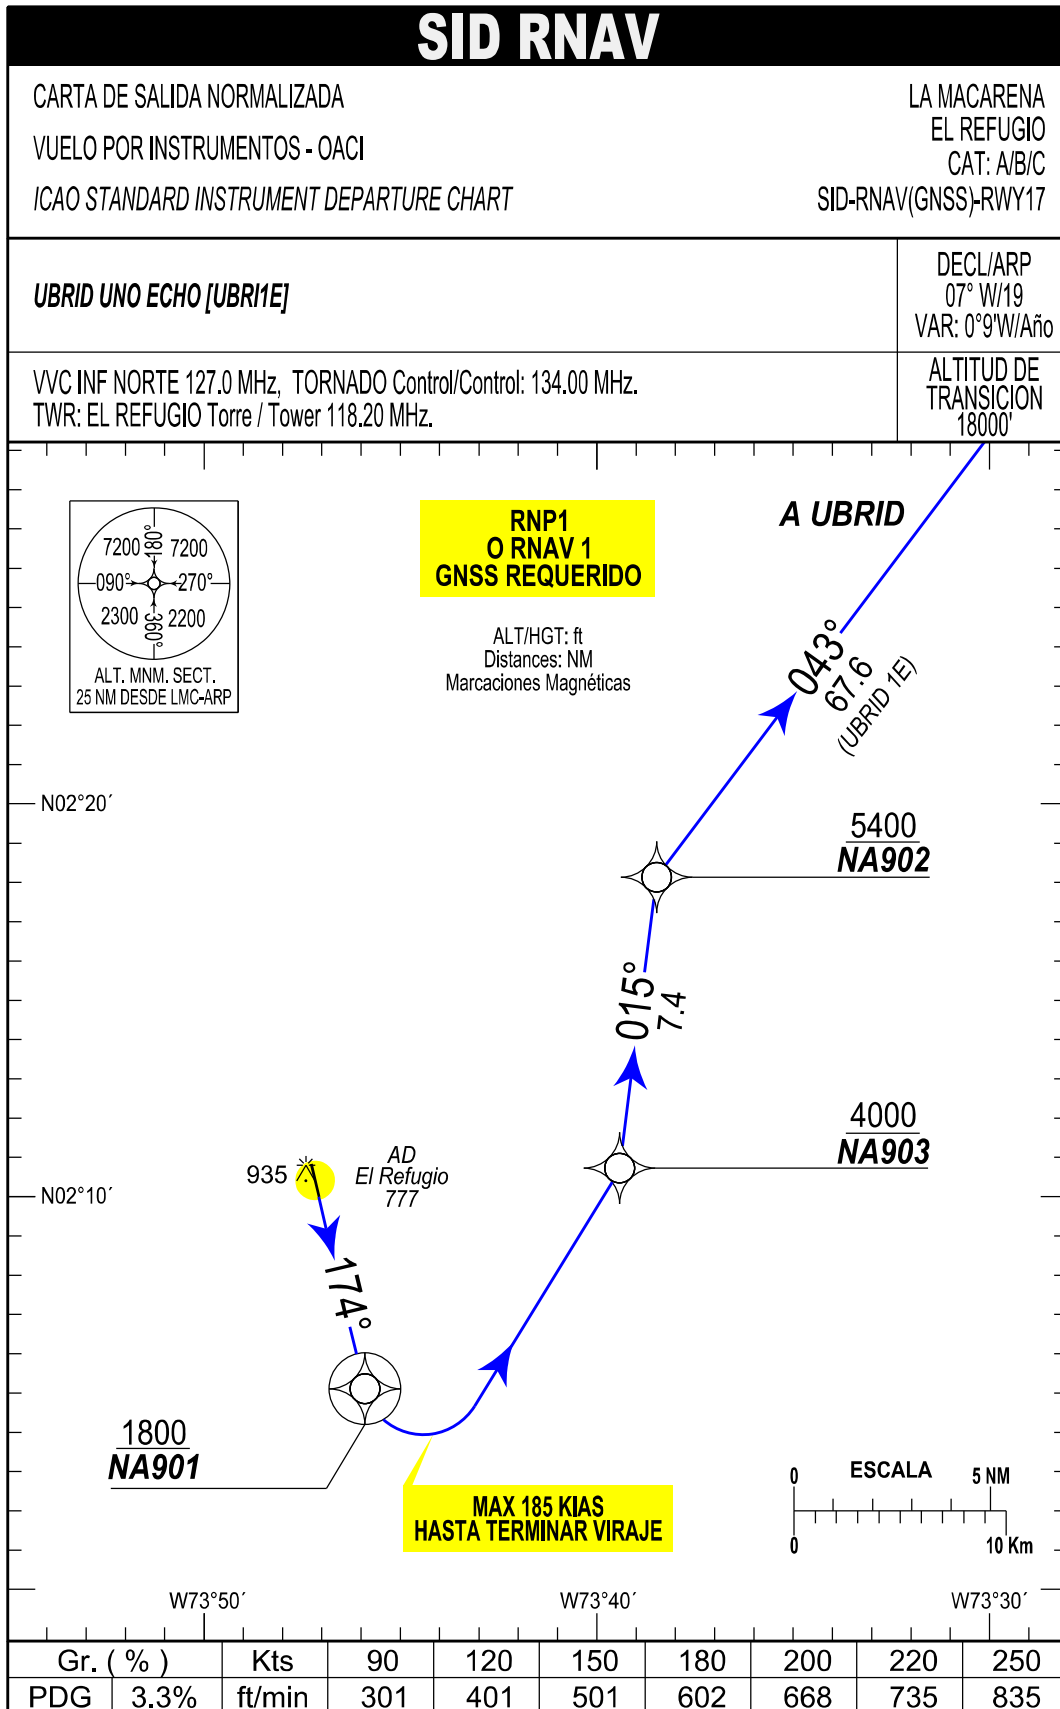 SID RNAV
CARTA DE SALIDA NORMALIZADA
VUELO POR INSTRUMENTOS - OACI
ICAO STANDARD INSTRUMENT DEPARTURE CHART
LA MACARENA
EL REFUGIO
CAT: A/B/C
SID-RNAV(GNSS)-RWY17
UBRID UNO ECHO [UBRI1E]
DECL/ARP
07° W/19
VAR: 0°9'W/Año
VVC INF NORTE 127.0 MHz, TORNADO Control/Control: 134.00 MHz.
TWR: EL REFUGIO Torre / Tower 118.20 MHz.
ALTITUD DE
TRANSICION
18000'
7200 180° 7200
090° 270°
2300 360° 2200
ALT. MNM. SECT.
25 NM DESDE LMC-ARP
RNP1
O RNAV 1
GNSS REQUERIDO
ALT/HGT: ft
Distances: NM
Marcaciones Magnéticas
A UBRID
043°
67.6
(UBRID 1E)
N02°20´
5400
NA902
015°
7.4
4000
NA903
935
AD
El Refugio
777
N02°10´
174°
1800
NA901
MAX 185 KIAS
HASTA TERMINAR VIRAJE
0 ESCALA 5 NM
0 10 Km
W73°50´ W73°40´ W73°30´
Gr. ( % ) Kts 90 120 150 180 200 220 250
PDG 3.3% ft/min 301 401 501 602 668 735 835